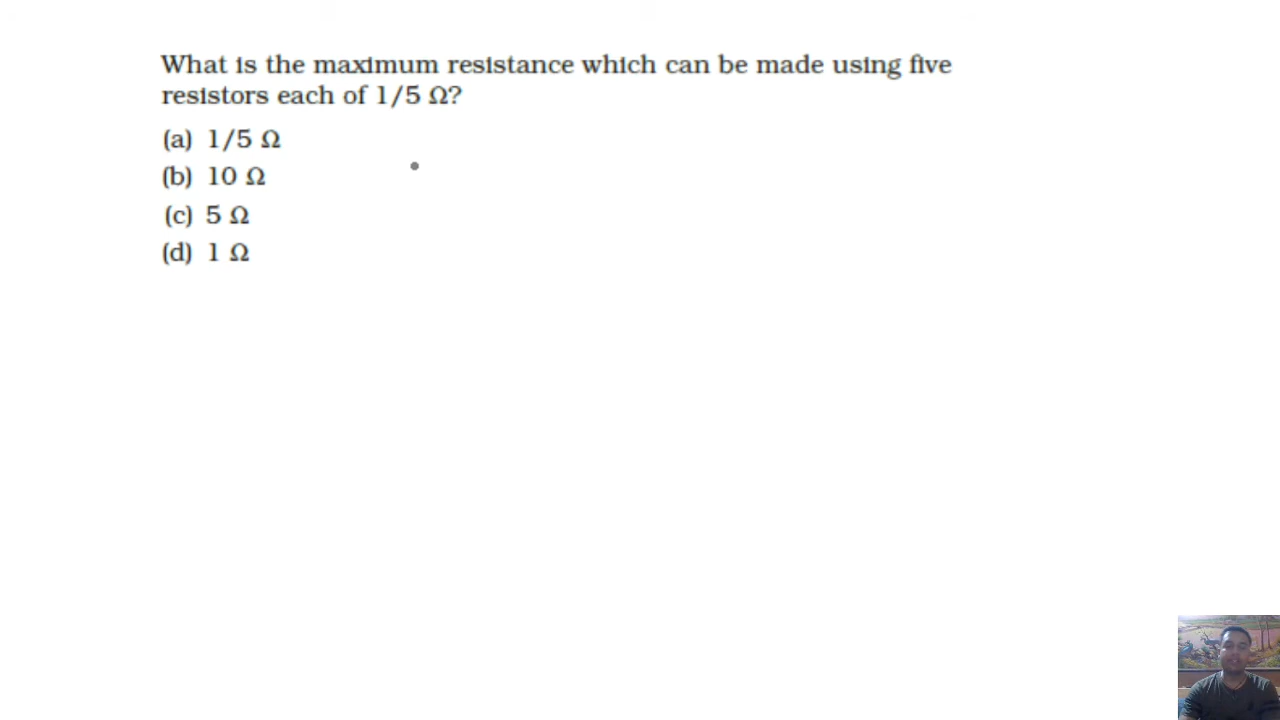 What is the maximum resistance which can be made using five
resistors each of 1/5 Ω?
(a) 1/5 Ω
(b) 10 Ω
(c) 5 Ω
(d) 1 Ω